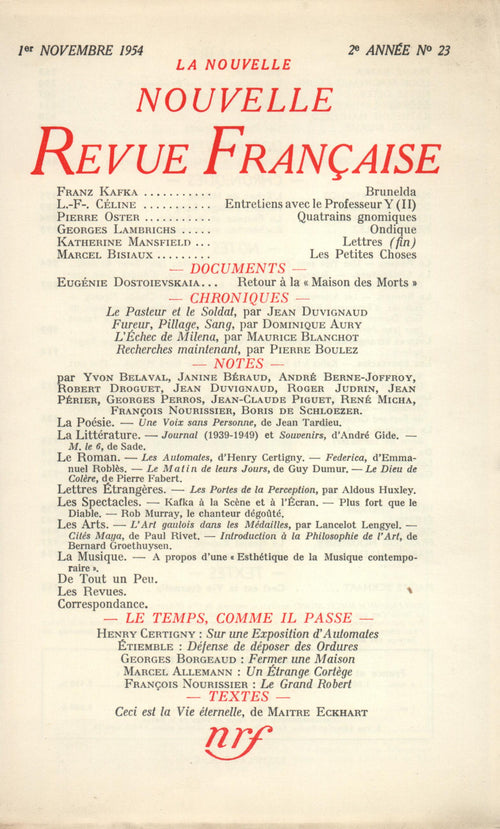 1er NOVEMBRE 1954 2e ANNÉE No 23
LA NOUVELLE
NOUVELLE
REVUE FRANÇAISE
FRANZ KAFKA ........... Brunelda
L.-F. CÉLINE ........... Entretiens avec le Professeur Y (II)
PIERRE OSTER ........... Quatrains gnomiques
GEORGES LAMBRICHS ..... Ondique
KATHERINE MANSFIELD ... Lettres (fin)
MARCEL BISIAUX ......... Les Petites Choses
— DOCUMENTS —
EUGÉNIE DOSTOIEVSKAIA... Retour à la « Maison des Morts »
— CHRONIQUES —
Le Pasteur et le Soldat, par JEAN DUVIGNAUD
Fureur, Pillage, Sang, par DOMINIQUE AURY
L'Échec de Milena, par MAURICE BLANCHOT
Recherches maintenant, par PIERRE BOULEZ
— NOTES —
par YVON BELAVAL, JANINE BÉRAUD, ANDRÉ BERNE-JOFFROY,
ROBERT DROGUET, JEAN DUVIGNAUD, ROGER JUDRIN, JEAN
PÉRIER, GEORGES PERROS, JEAN-CLAUDE PIGUET, RENÉ MICHA,
FRANÇOIS NOURISSIER, BORIS DE SCHLOEZER.
La Poésie. — Une Voix sans Personne, de Jean Tardieu.
La Littérature. — Journal (1939-1949) et Souvenirs, d'André Gide. —
M. le 6, de Sade.
Le Roman. — Les Automates, d'Henry Certigny. — Federica, d'Emma-
nuel Roblès. — Le Matin de leurs Jours, de Guy Dumur. — Le Dieu de
Colère, de Pierre Fabert.
Lettres Étrangères. — Les Portes de la Perception, par Aldous Huxley.
Les Spectacles. — Kafka à la Scène et à l'Écran. — Plus fort que le
Diable. — Rob Murray, le chanteur dégoûté.
Les Arts. — L'Art gaulois dans les Médailles, par Lancelot Lengyel. —
Cités Maya, de Paul Rivet. — Introduction à la Philosophie de l'Art, de
Bernard Groethuysen.
La Musique. — A propos d'une « Esthétique de la Musique contempo-
raine ».
De Tout un Peu.
Les Revues.
Correspondance.
— LE TEMPS, COMME IL PASSE —
HENRY CERTIGNY : Sur une Exposition d'Automates
ÉTIEMBLE : Défense de déposer des Ordures
GEORGES BORGEAUD : Fermer une Maison
MARCEL ALLEMANN : Un Étrange Cortège
FRANÇOIS NOURISSIER : Le Grand Robert
— TEXTES —
Ceci est la Vie éternelle, de MAITRE ECKHART
nrf